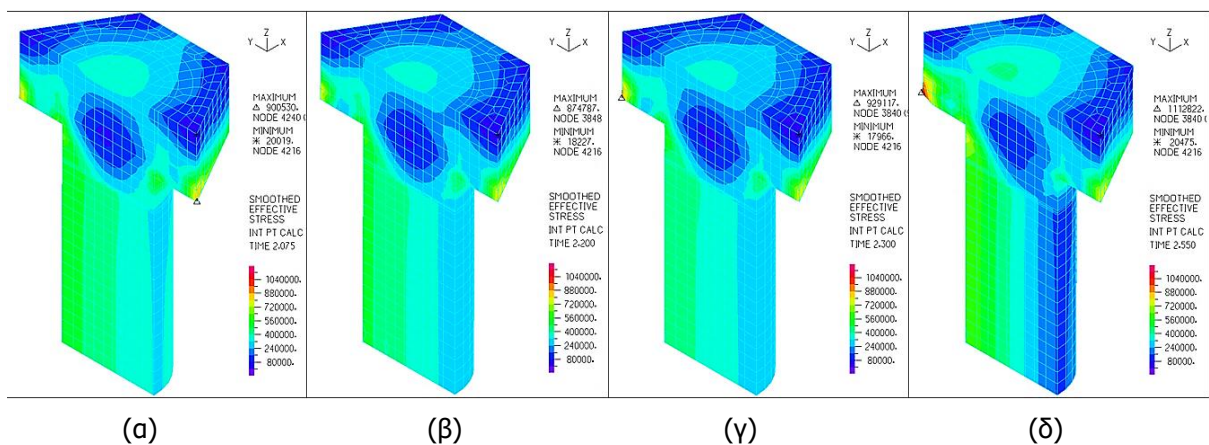 Z
Y X
MAXIMUM
Δ 900530.
NODE 4240 (
MINIMUM
* 20019.
NODE 4216
SMOOTHED
EFFECTIVE
STRESS
INT PT CALC
TIME 2.075
1040000.
880000.
720000.
560000.
400000.
240000.
80000.
Z
Y X
MAXIMUM
Δ 874787.
NODE 3848
MINIMUM
* 18227.
NODE 4216
SMOOTHED
EFFECTIVE
STRESS
INT PT CALC
TIME 2.200
1040000.
880000.
720000.
560000.
400000.
240000.
80000.
Z
Y X
MAXIMUM
Δ 929117.
NODE 3840 (
MINIMUM
* 17966.
NODE 4216
SMOOTHED
EFFECTIVE
STRESS
INT PT CALC
TIME 2.300
1040000.
880000.
720000.
560000.
400000.
240000.
80000.
Z
Y X
MAXIMUM
Δ 1112822.
NODE 3840 (
MINIMUM
* 20475.
NODE 4216
SMOOTHED
EFFECTIVE
STRESS
INT PT CALC
TIME 2.550
1040000.
880000.
720000.
560000.
400000.
240000.
80000.
(α) (β) (γ) (δ)